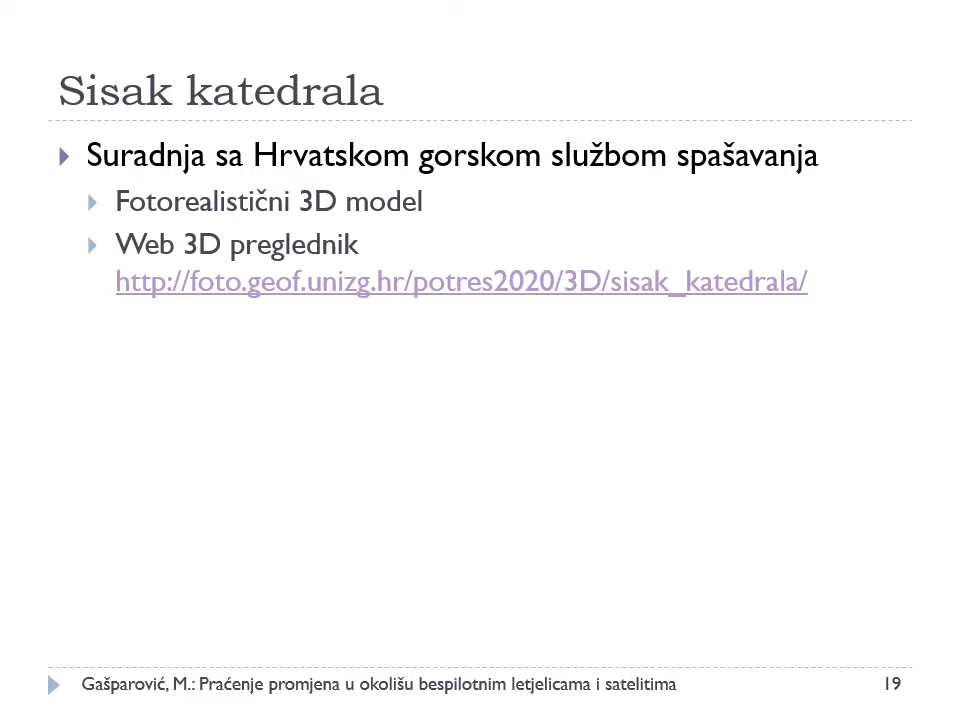 Sisak katedrala
Suradnja sa Hrvatskom gorskom službom spašavanja
Fotorealistični 3D model
Web 3D preglednik
http://foto.geof.unizg.hr/potres2020/3D/sisak_katedrala/
Gašparović, M.: Praćenje promjena u okolišu bespilotnim letjelicama i satelitima 19